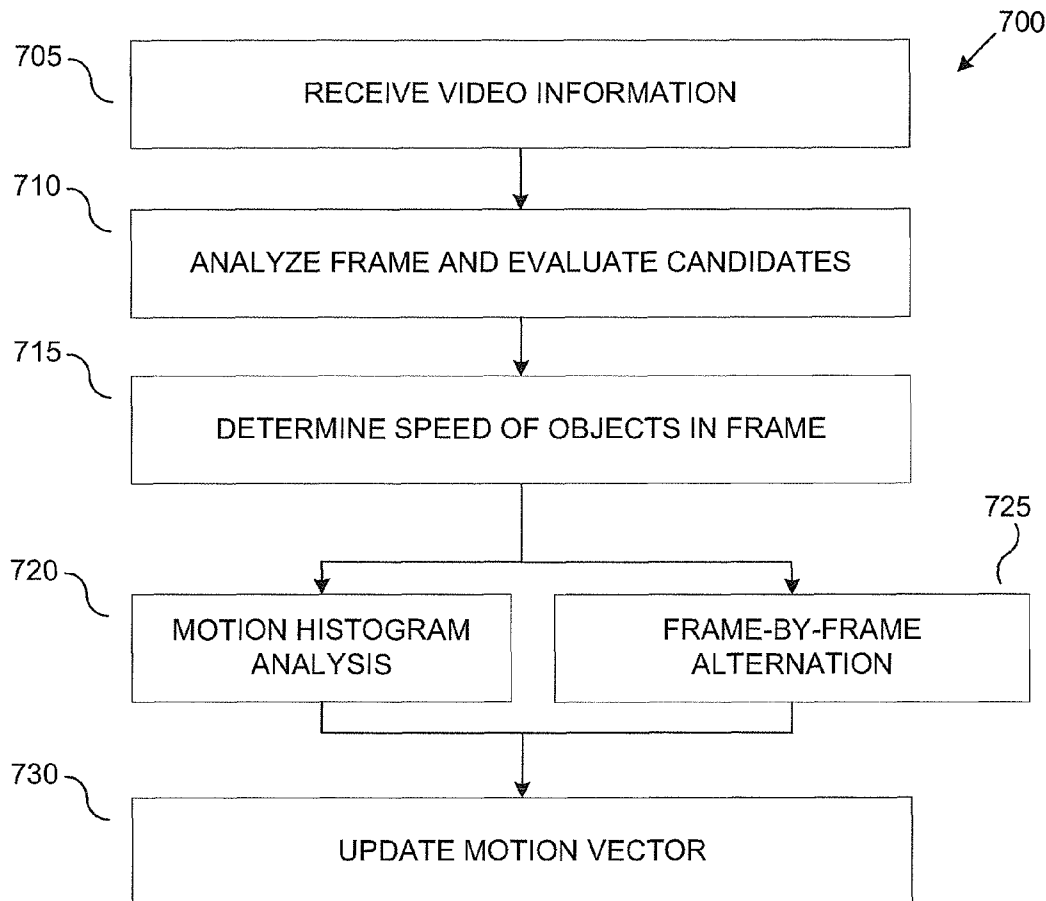 700
705
RECEIVE VIDEO INFORMATION
710
ANALYZE FRAME AND EVALUATE CANDIDATES
715
DETERMINE SPEED OF OBJECTS IN FRAME
725
720
MOTION HISTOGRAM
ANALYSIS
FRAME-BY-FRAME
ALTERNATION
730
UPDATE MOTION VECTOR